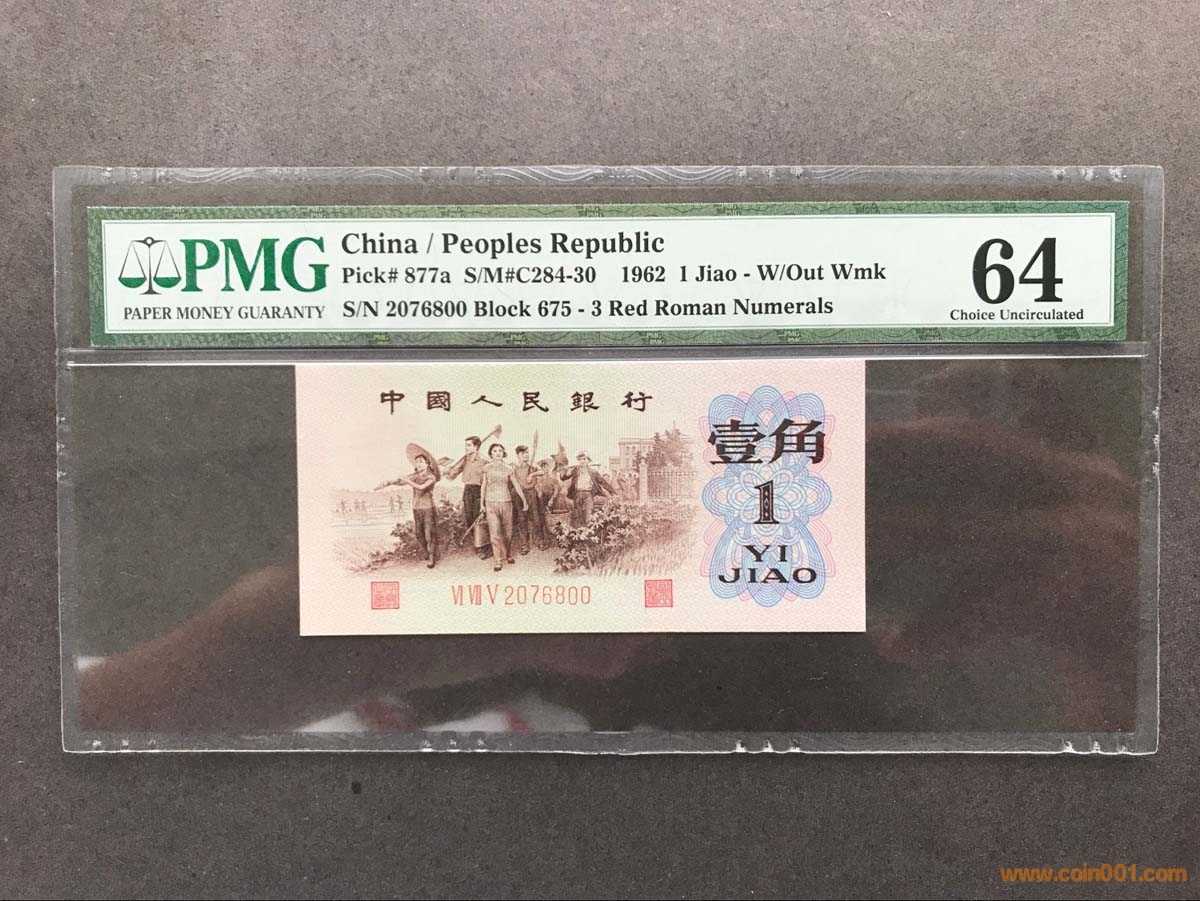 PMG
PAPER MONEY GUARANTY
China / Peoples Republic
Pick# 877a S/M#C284-30 1962 1 Jiao - W/Out Wmk
S/N 2076800 Block 675 - 3 Red Roman Numerals
64
Choice Uncirculated
中國人民銀行
壹角
1
YI
JIAO
VI VII V 2076800
www.coin001.com